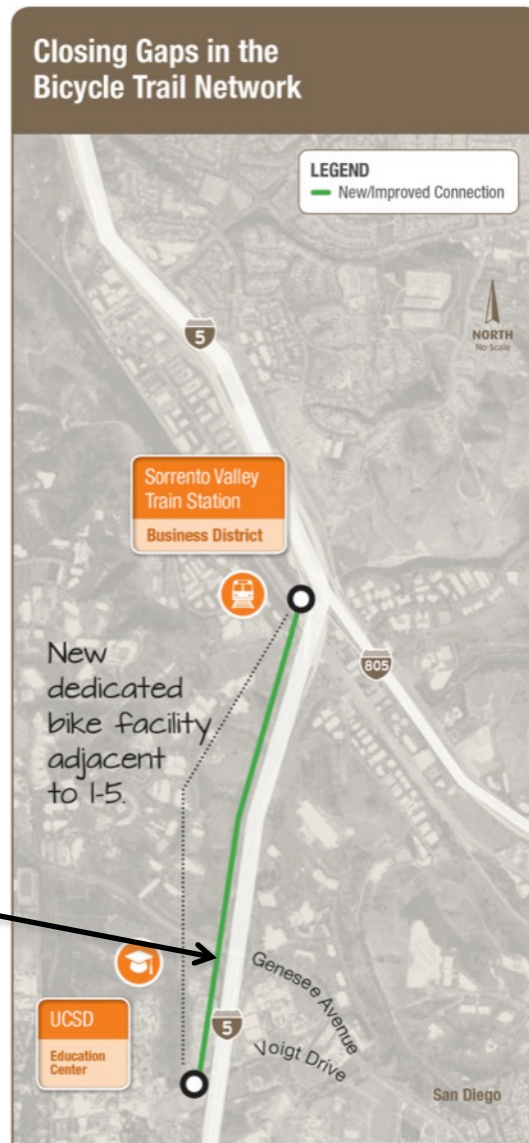 Closing Gaps in the
Bicycle Trail Network
LEGEND
New/Improved Connection
NORTH
No Scale
5
Sorrento Valley
Train Station
Business District
805
New
dedicated
bike facility
adjacent
to I-5.
Genesee Avenue
UCSD
Education
Center
5
Voigt Drive
San Diego